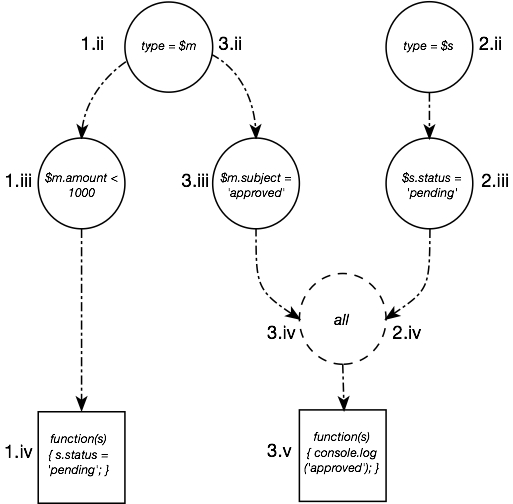 1.ii
type = $m
3.ii
type = $s
2.ii
1.iii
$m.amount <
1000
3.iii
$m.subject =
'approved'
$s.status =
'pending'
2.iii
all
3.iv
2.iv
1.iv
function(s)
{ s.status =
'pending'; }
3.v
function(s)
{ console.log
('approved'); }